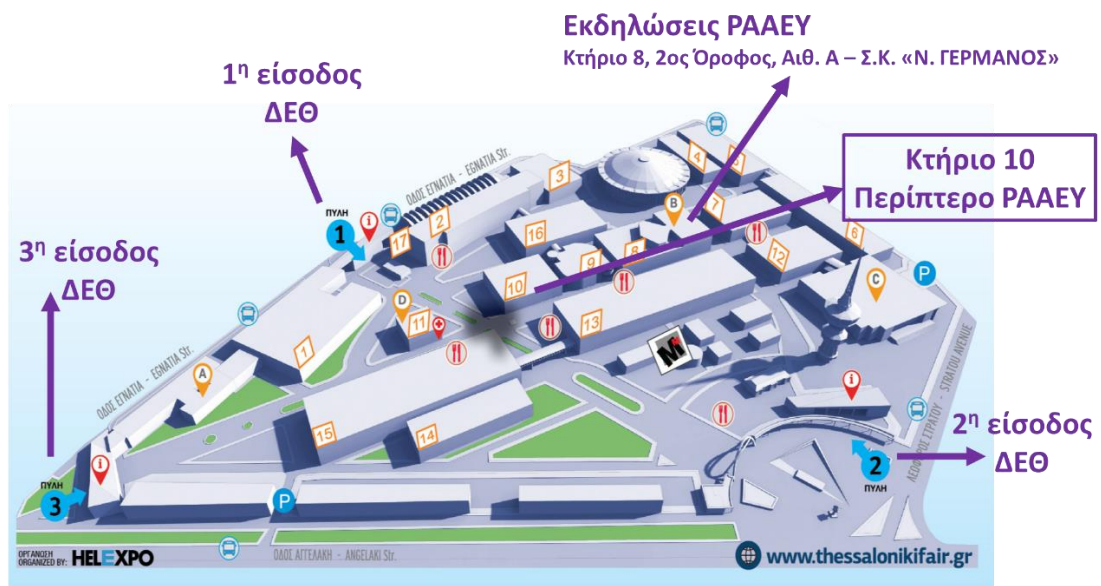 Εκδηλώσεις ΡΑΑΕΥ
Κτήριο 8, 2ος Όροφος, Αιθ. Α – Σ.Κ. «Ν. ΓΕΡΜΑΝΟΣ»
1η είσοδος
ΔΕΘ
Κτήριο 10
Περίπτερο ΡΑΑΕΥ
3η είσοδος
ΔΕΘ
2η είσοδος
ΔΕΘ
ΟΔΟΣ ΕΓΝΑΤΙΑ - EGNATIA Str.
4
5
3
ΠΥΛΗ
1
i
17
2
16
B
7
6
8
9
10
12
C
P
D
11
13
1
M
ΟΔΟΣ ΕΓΝΑΤΙΑ - EGNATIA Str.
A
i
15
14
ΛΕΩΦΟΡΟΣ ΣΤΡΑΤΟΥ - STRATOU AVENUE
i
2
ΠΥΛΗ
ΠΥΛΗ
3
P
ΟΡΓΑΝΩΣΗ
ORGANIZED BY: HELEXPO
ΟΔΟΣ ΑΓΓΕΛΑΚΗ - ANGELAKI Str.
www.thessalonikifair.gr